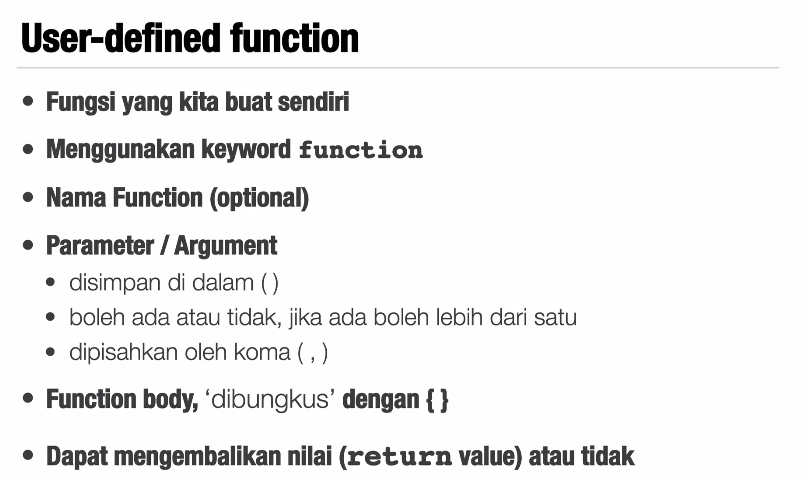 User-defined function
• Fungsi yang kita buat sendiri
• Menggunakan keyword function
• Nama Function (optional)
• Parameter / Argument
• disimpan di dalam ( )
• boleh ada atau tidak, jika ada boleh lebih dari satu
• dipisahkan oleh koma ( , )
• Function body, ‘dibungkus’ dengan { }
• Dapat mengembalikan nilai (return value) atau tidak